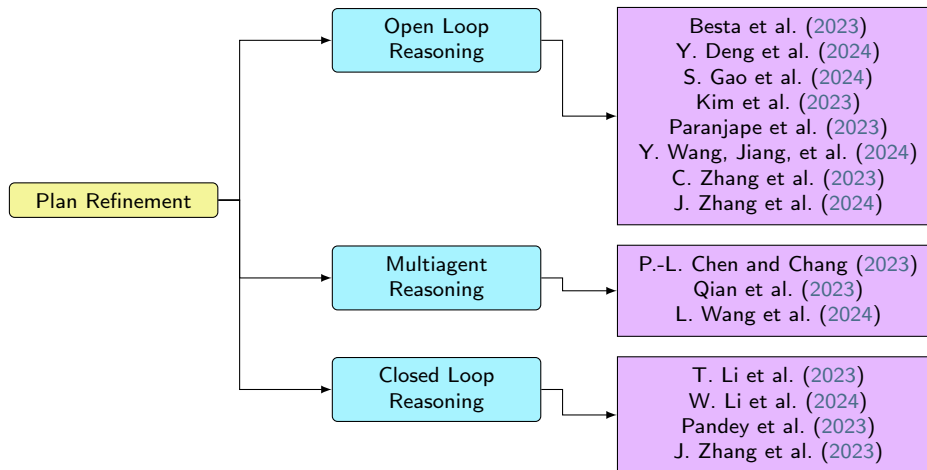 Plan Refinement
Open Loop
Reasoning
Besta et al. (2023)
Y. Deng et al. (2024)
S. Gao et al. (2024)
Kim et al. (2023)
Paranjape et al. (2023)
Y. Wang, Jiang, et al. (2024)
C. Zhang et al. (2023)
J. Zhang et al. (2024)
Multiagent
Reasoning
P.-L. Chen and Chang (2023)
Qian et al. (2023)
L. Wang et al. (2024)
Closed Loop
Reasoning
T. Li et al. (2023)
W. Li et al. (2024)
Pandey et al. (2023)
J. Zhang et al. (2023)